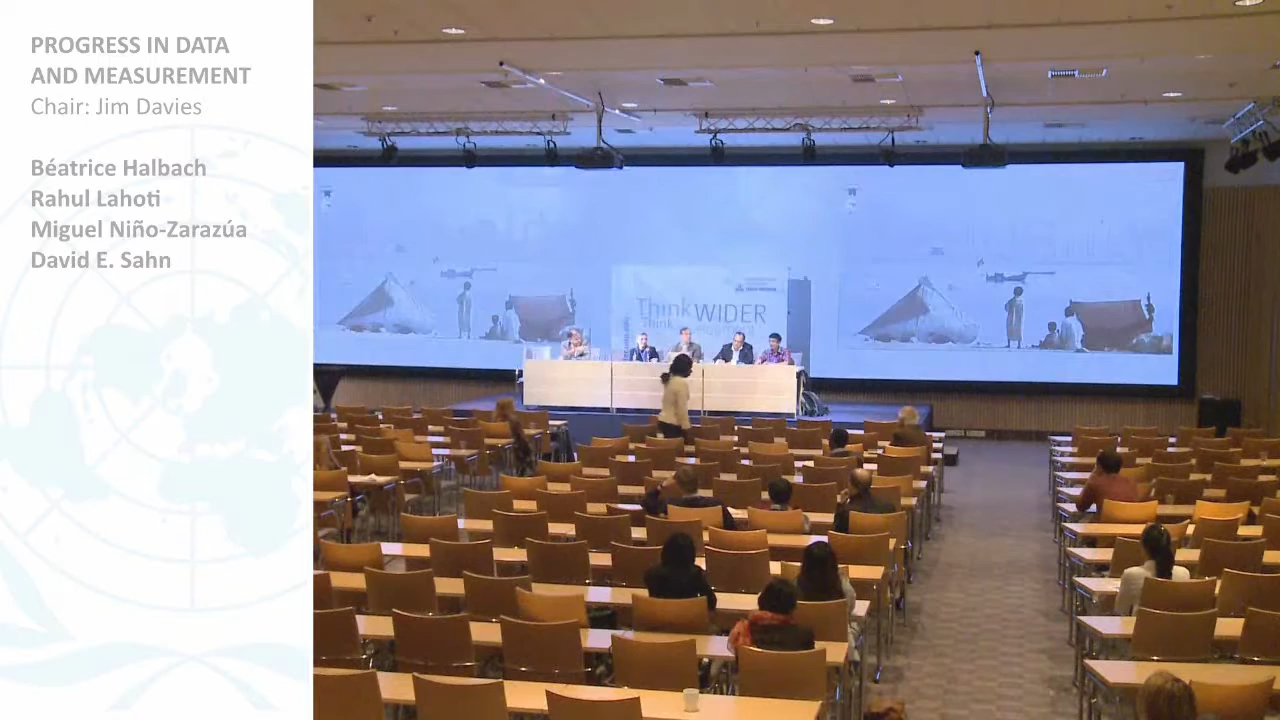 PROGRESS IN DATA
AND MEASUREMENT
Chair: Jim Davies
Béatrice Halbach
Rahul Lahoti
Miguel Niño-Zarazúa
David E. Sahn
Think WIDER
Think